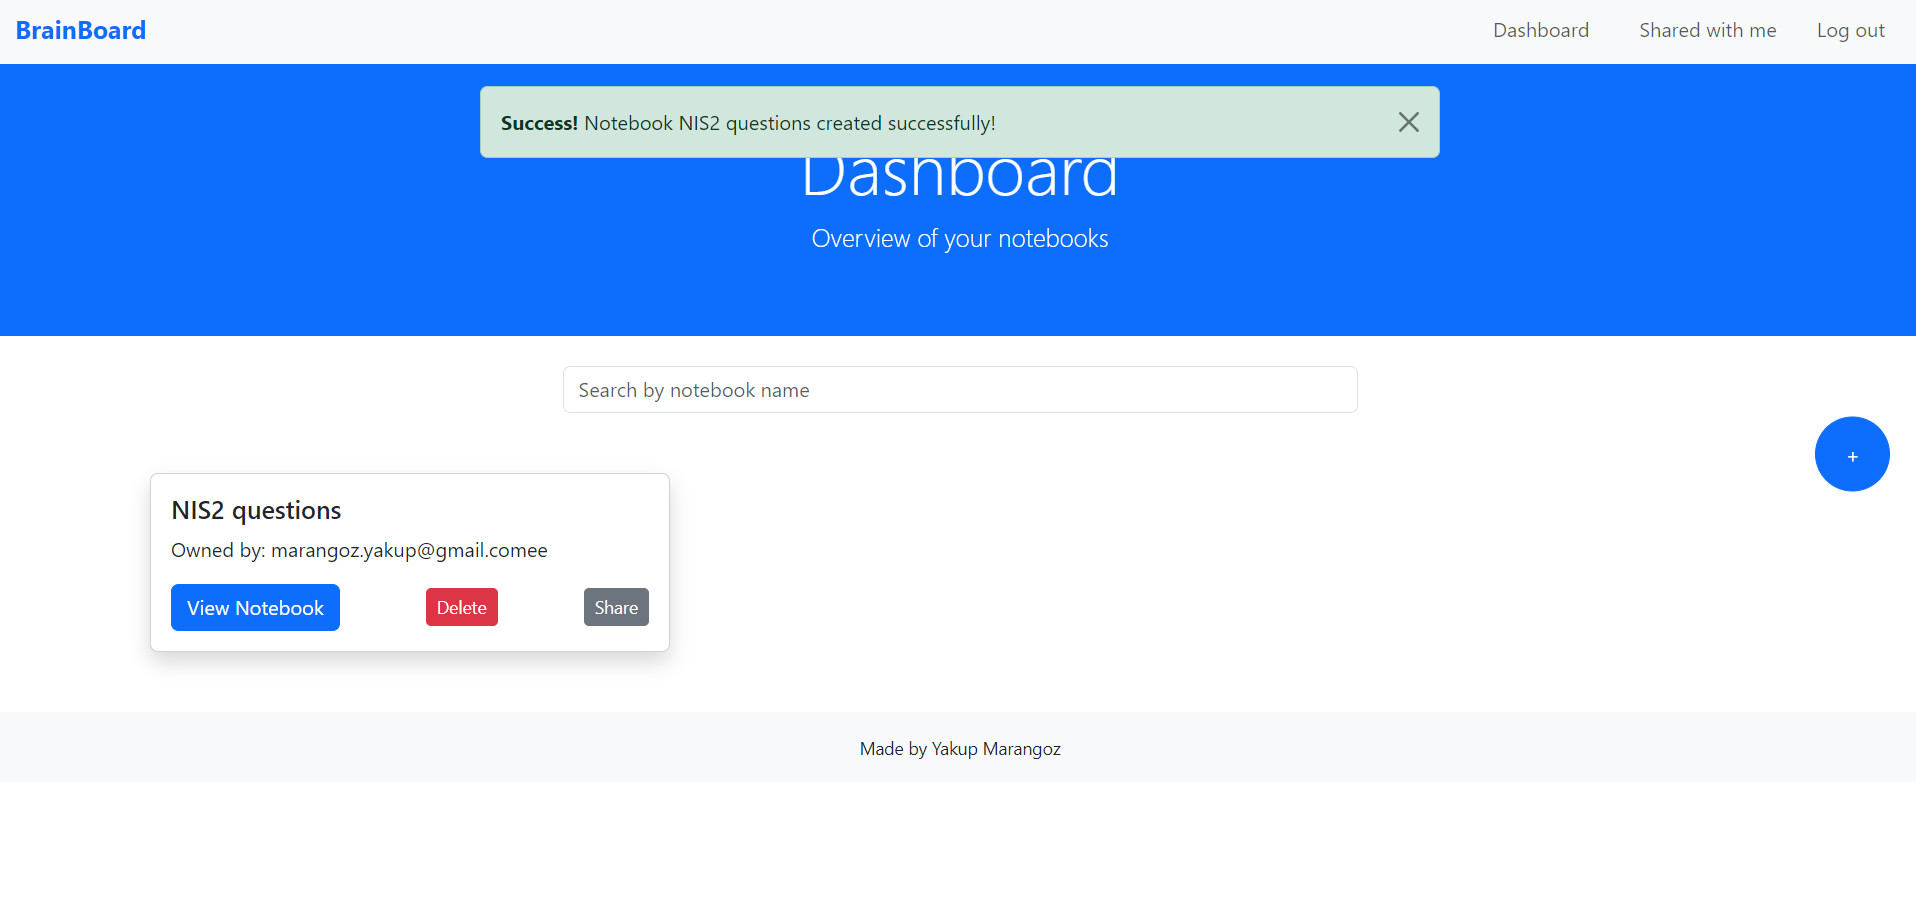 BrainBoard
Dashboard
Shared with me
Log out
Success! Notebook NIS2 questions created successfully!
Dashboard
Overview of your notebooks
Search by notebook name
+
NIS2 questions
Owned by: marangoz.yakup@gmail.comee
View Notebook
Delete
Share
Made by Yakup Marangoz